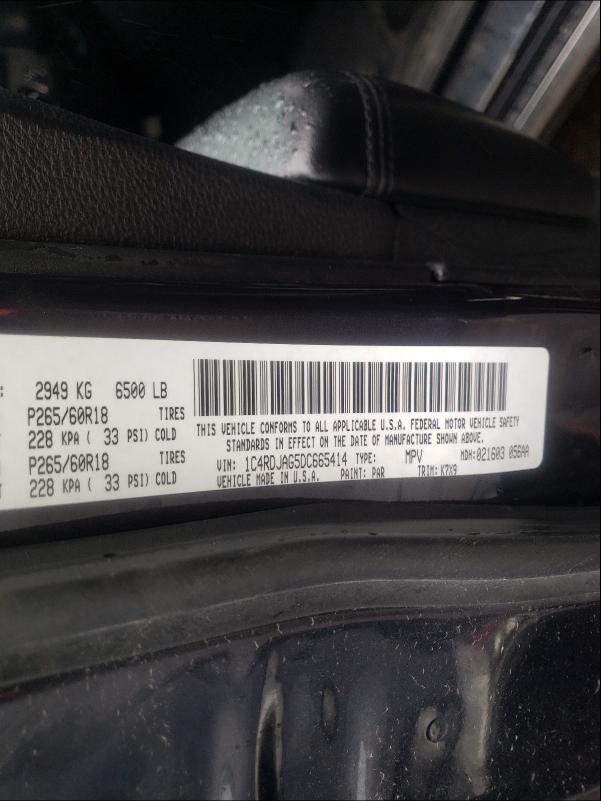 2949 KG 6500 LB
P265/60R18 TIRES
228 KPA ( 33 PSI) COLD
P265/60R18 TIRES
228 KPA ( 33 PSI) COLD
THIS VEHICLE CONFORMS TO ALL APPLICABLE U.S.A. FEDERAL MOTOR VEHICLE SAFETY
STANDARDS IN EFFECT ON THE DATE OF MANUFACTURE SHOWN ABOVE.
VIN: 1C4RDJAG5DC665414 TYPE: MPV MDH:021603 056AA
VEHICLE MADE IN U.S.A. PAINT: PAR TRIM: K7X9